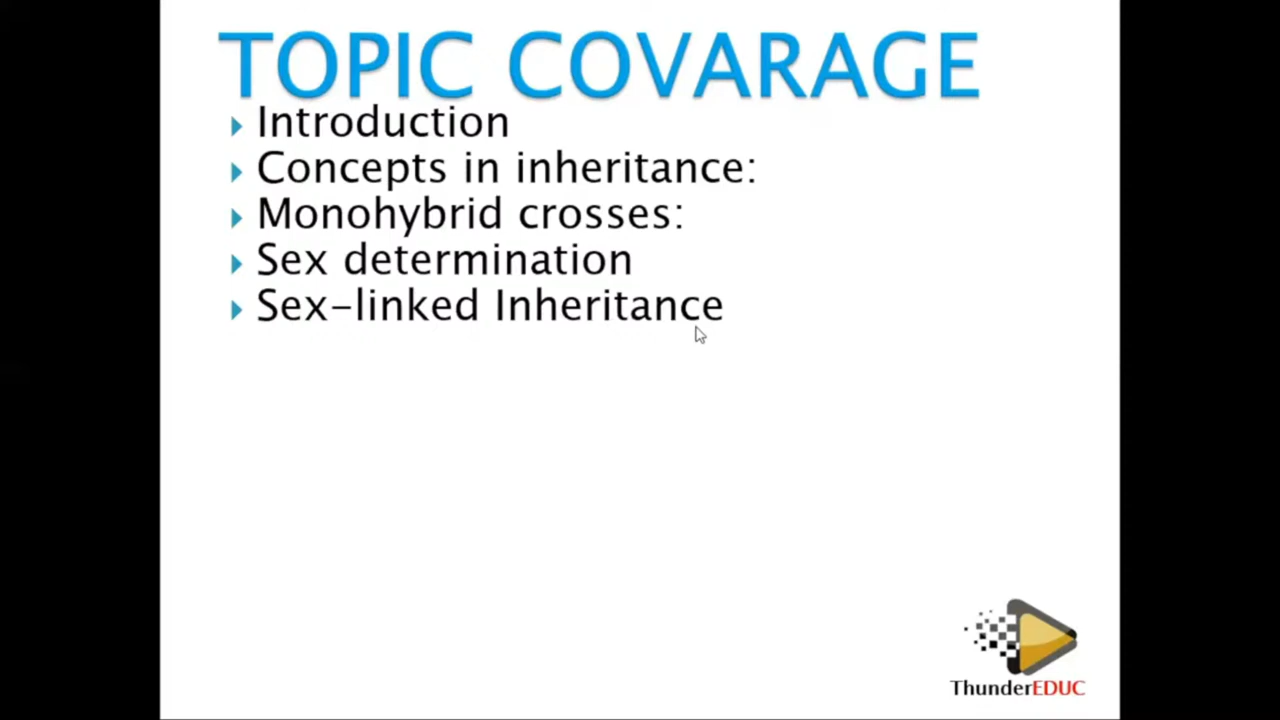 TOPIC COVARAGE
Introduction
Concepts in inheritance:
Monohybrid crosses:
Sex determination
Sex-linked Inheritance
ThunderEDUC